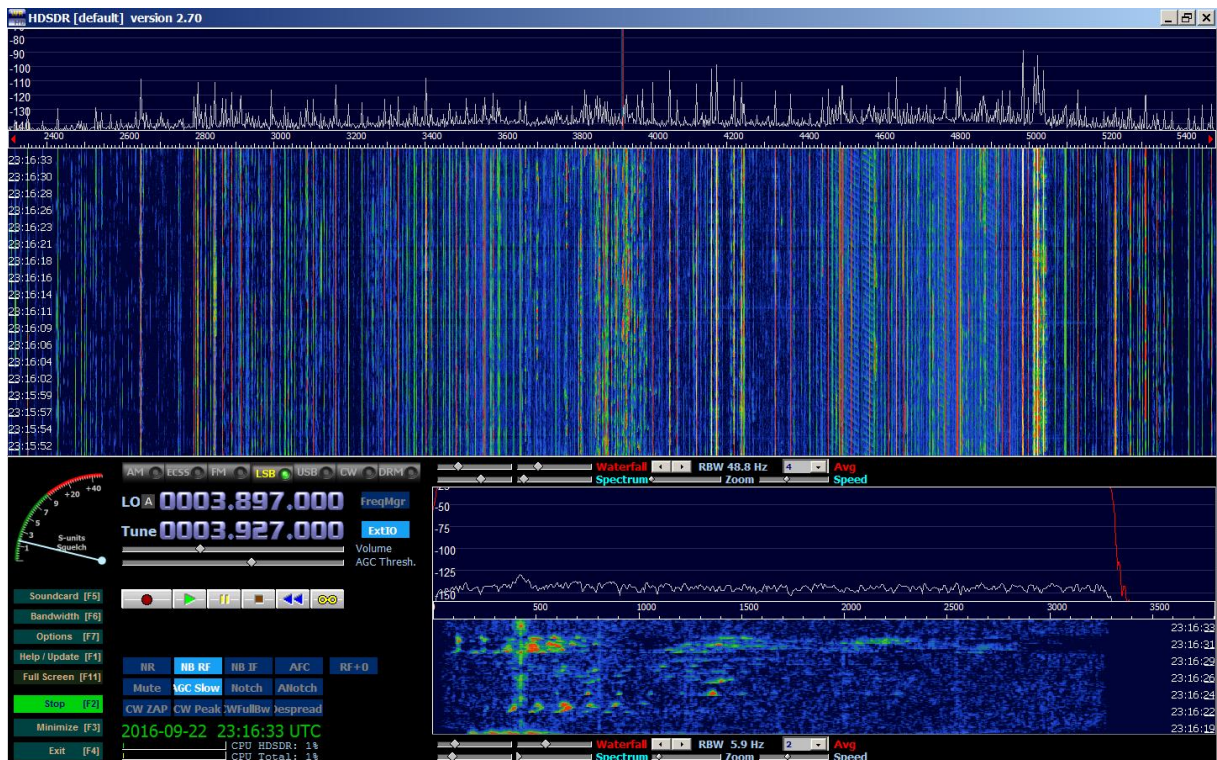 HDSDR [default] version 2.70
-80
-90
-100
-110
-120
-130
-140
2400 2600 2800 3000 3200 3400 3600 3800 4000 4200 4400 4600 4800 5000 5200 5400
23:16:33
23:16:30
23:16:28
23:16:26
23:16:23
23:16:21
23:16:18
23:16:16
23:16:14
23:16:11
23:16:09
23:16:06
23:16:04
23:16:02
23:15:59
23:15:57
23:15:54
23:15:52
AM ECSS FM LSB USB CW DRM
LO A 0003.897.000 FreqMgr
Tune 0003.927.000 ExtIO
Volume
AGC Thresh.
1 3 5 7 9 +20 +40
S-units
Squelch
Soundcard [F5]
Bandwidth [F6]
Options [F7]
Help / Update [F1]
Full Screen [F11]
Stop [F2]
Minimize [F3]
Exit [F4]
NR NB RF NB IF AFC RF+0
Mute AGC Slow Notch ANotch
CW ZAP CW Peak CWFullBw Despread
2016-09-22 23:16:33 UTC
CPU HDSDR: 1%
CPU Total: 1%
Waterfall RBW 48.8 Hz 4 Avg
Spectrum Zoom Speed
-25
-50
-75
-100
-125
-150
0 500 1000 1500 2000 2500 3000 3500
23:16:33
23:16:31
23:16:29
23:16:26
23:16:24
23:16:22
23:16:19
Waterfall RBW 5.9 Hz 2 Avg
Spectrum Zoom Speed